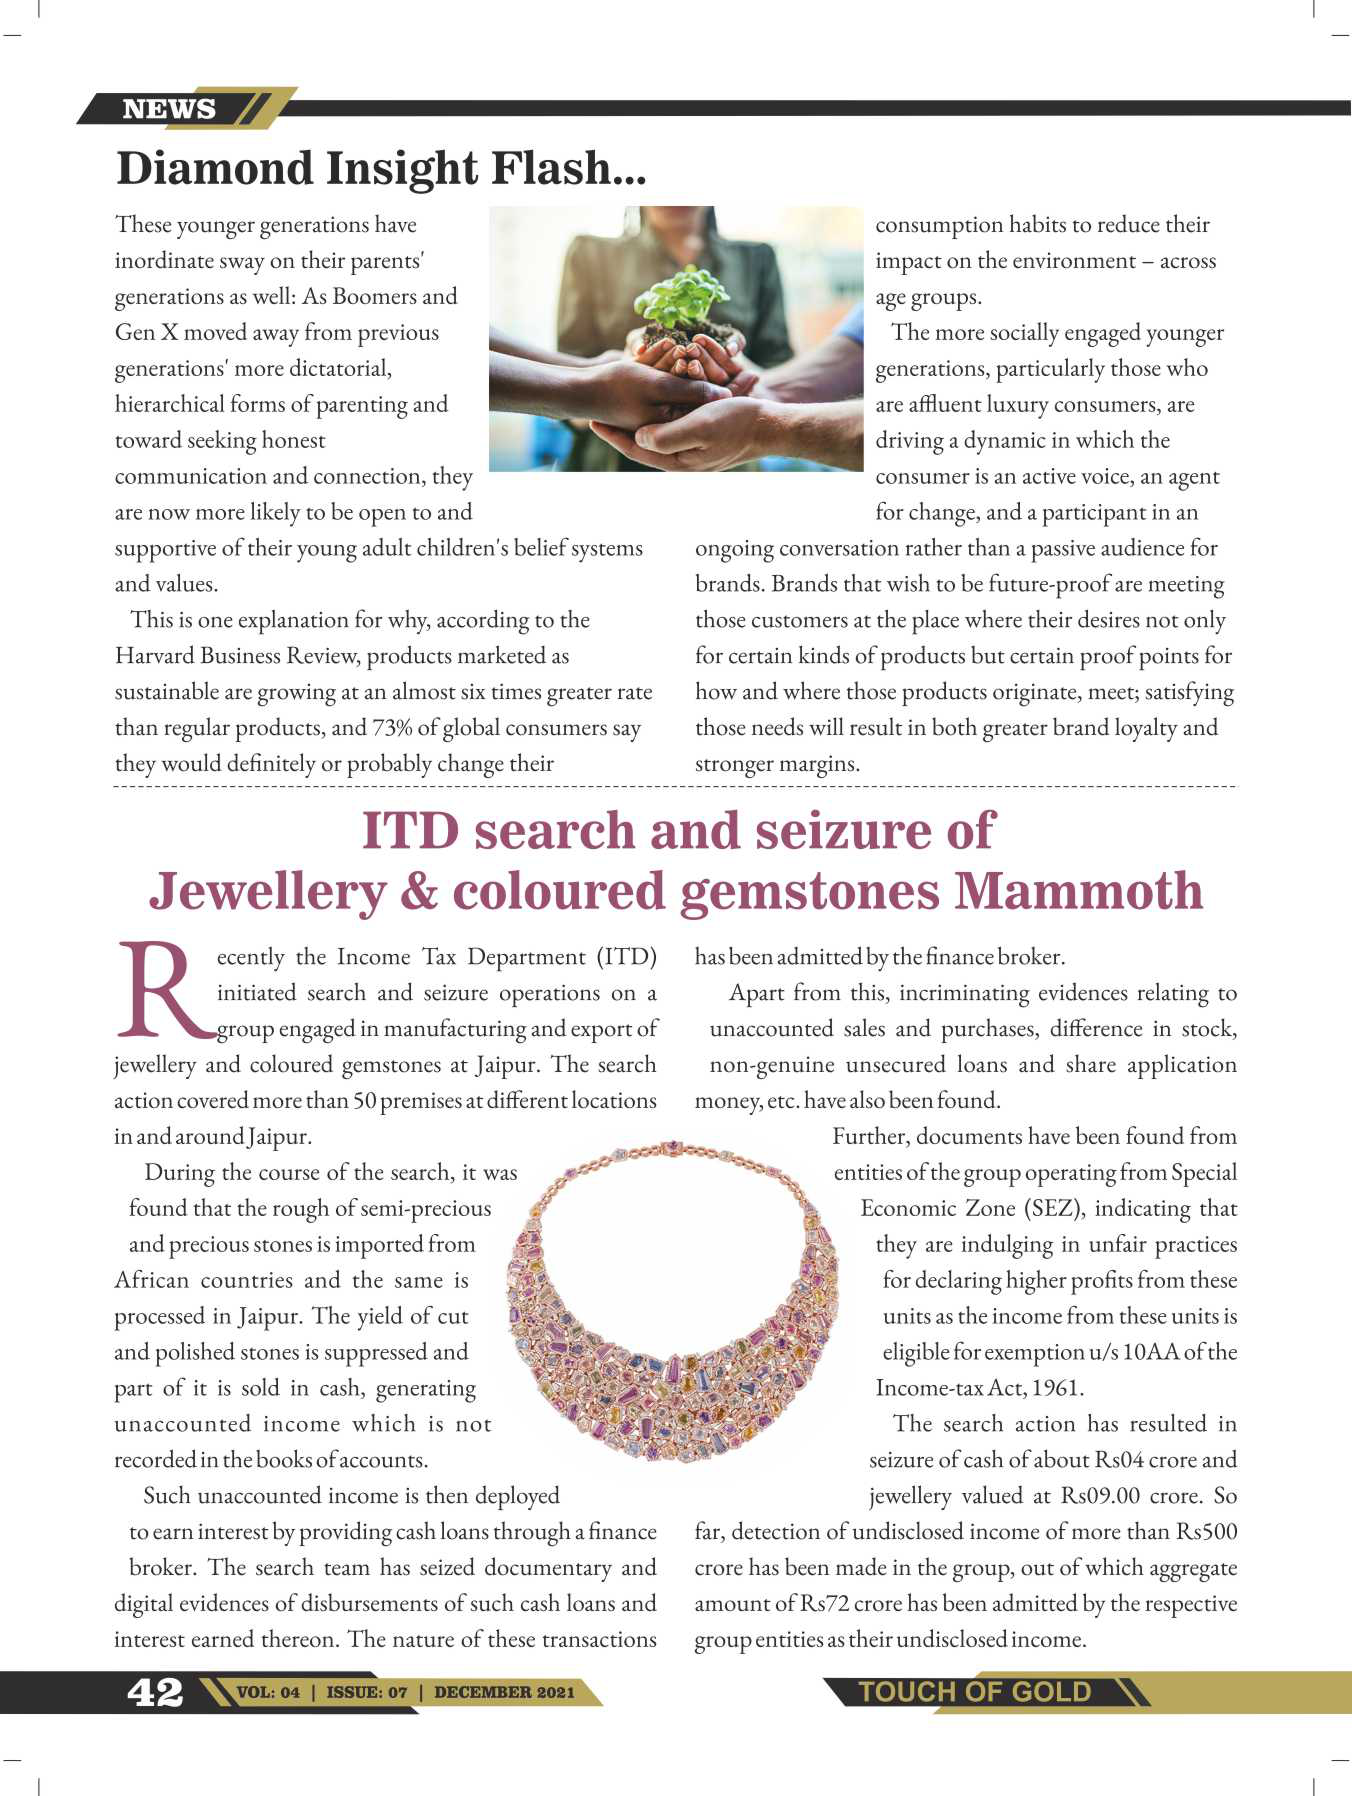 NEWS
Diamond Insight Flash...
These younger generations have
inordinate sway on their parents'
generations as well: As Boomers and
Gen X moved away from previous
generations' more dictatorial,
hierarchical forms of parenting and
toward seeking honest
communication and connection, they
are now more likely to be open to and
supportive of their young adult children's belief systems
and values.
This is one explanation for why, according to the
Harvard Business Review, products marketed as
sustainable are growing at an almost six times greater rate
than regular products, and 73% of global consumers say
they would definitely or probably change their
consumption habits to reduce their
impact on the environment – across
age groups.
The more socially engaged younger
generations, particularly those who
are affluent luxury consumers, are
driving a dynamic in which the
consumer is an active voice, an agent
for change, and a participant in an
ongoing conversation rather than a passive audience for
brands. Brands that wish to be future-proof are meeting
those customers at the place where their desires not only
for certain kinds of products but certain proof points for
how and where those products originate, meet; satisfying
those needs will result in both greater brand loyalty and
stronger margins.
ITD search and seizure of
Jewellery & coloured gemstones Mammoth
Recently the Income Tax Department (ITD)
initiated search and seizure operations on a
group engaged in manufacturing and export of
jewellery and coloured gemstones at Jaipur. The search
action covered more than 50 premises at different locations
in and around Jaipur.
During the course of the search, it was
found that the rough of semi-precious
and precious stones is imported from
African countries and the same is
processed in Jaipur. The yield of cut
and polished stones is suppressed and
part of it is sold in cash, generating
unaccounted income which is not
recorded in the books of accounts.
Such unaccounted income is then deployed
to earn interest by providing cash loans through a finance
broker. The search team has seized documentary and
digital evidences of disbursements of such cash loans and
interest earned thereon. The nature of these transactions
has been admitted by the finance broker.
Apart from this, incriminating evidences relating to
unaccounted sales and purchases, difference in stock,
non-genuine unsecured loans and share application
money, etc. have also been found.
Further, documents have been found from
entities of the group operating from Special
Economic Zone (SEZ), indicating that
they are indulging in unfair practices
for declaring higher profits from these
units as the income from these units is
eligible for exemption u/s 10AA of the
Income-tax Act, 1961.
The search action has resulted in
seizure of cash of about Rs04 crore and
jewellery valued at Rs09.00 crore. So
far, detection of undisclosed income of more than Rs500
crore has been made in the group, out of which aggregate
amount of Rs72 crore has been admitted by the respective
group entities as their undisclosed income.
42 VOL: 04 | ISSUE: 07 | DECEMBER 2021
TOUCH OF GOLD